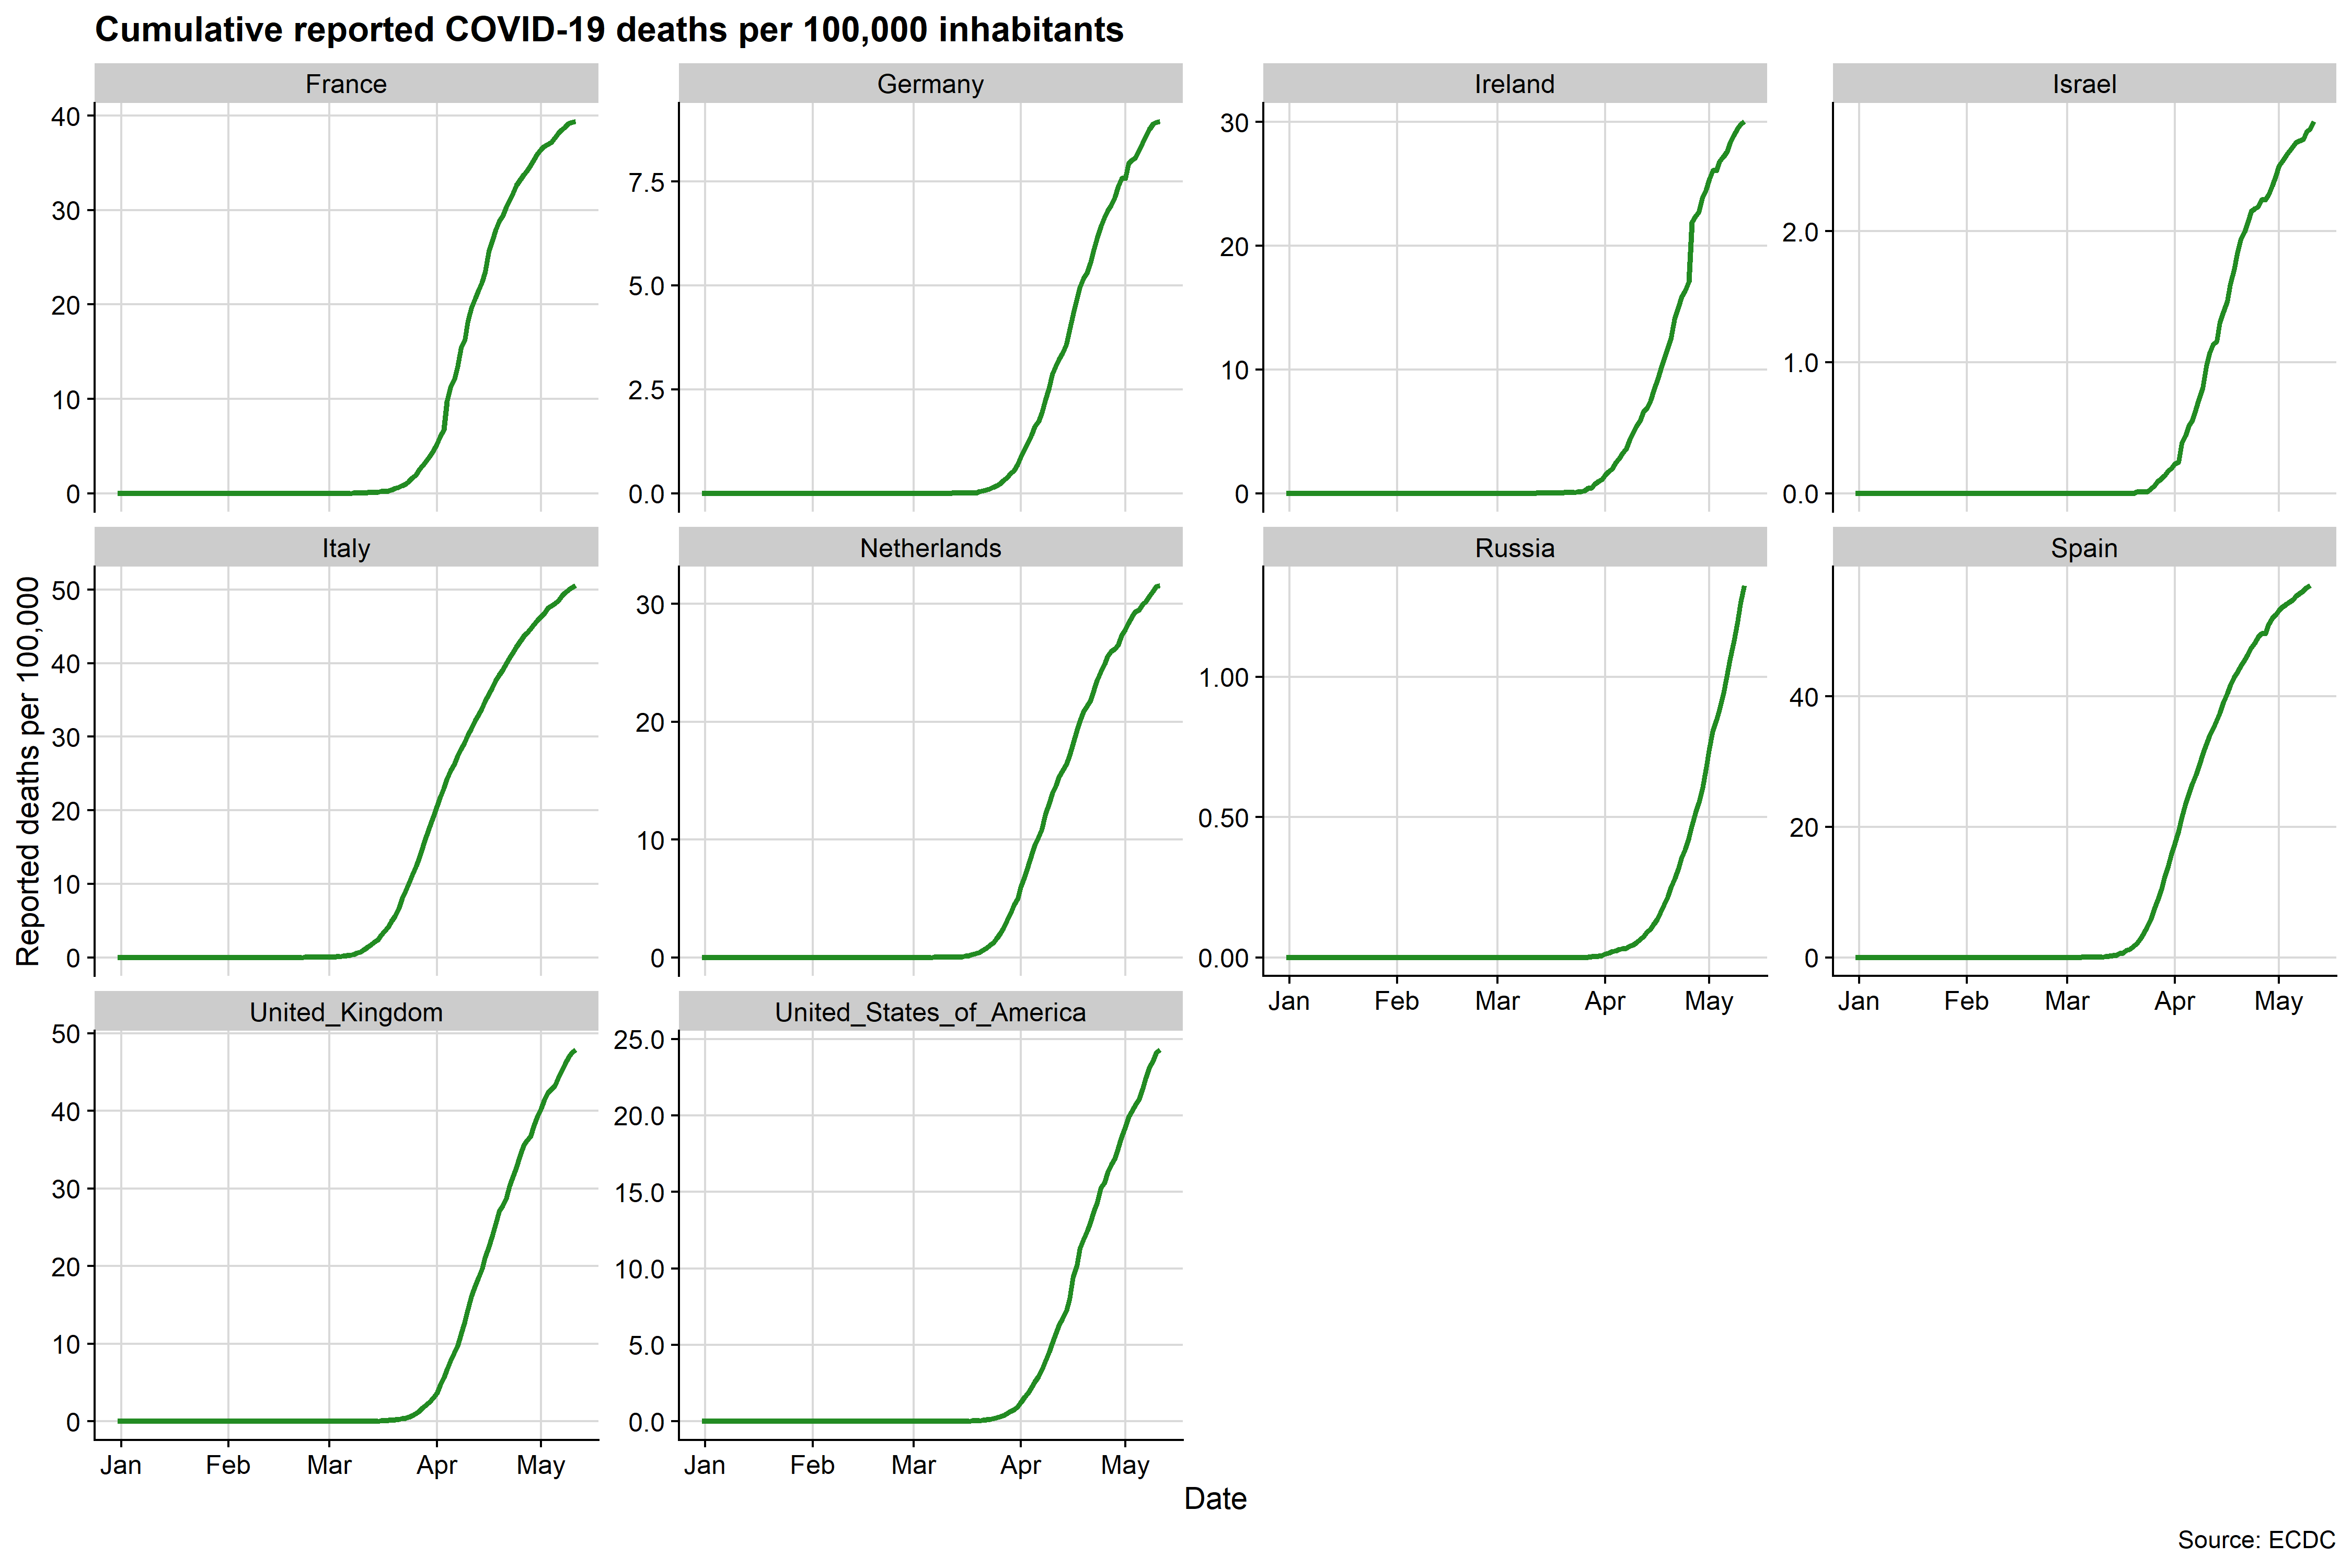 Cumulative reported COVID-19 deaths per 100,000 inhabitants
Reported deaths per 100,000
France
40
30
20
10
0
Germany
7.5
5.0
2.5
0.0
Ireland
30
20
10
0
Israel
2.0
1.0
0.0
Italy
50
40
30
20
10
0
Netherlands
30
20
10
0
Russia
1.00
0.50
0.00
Jan Feb Mar Apr May
Spain
40
20
0
Jan Feb Mar Apr May
United_Kingdom
50
40
30
20
10
0
Jan Feb Mar Apr May
United_States_of_America
25.0
20.0
15.0
10.0
5.0
0.0
Jan Feb Mar Apr May
Date
Source: ECDC